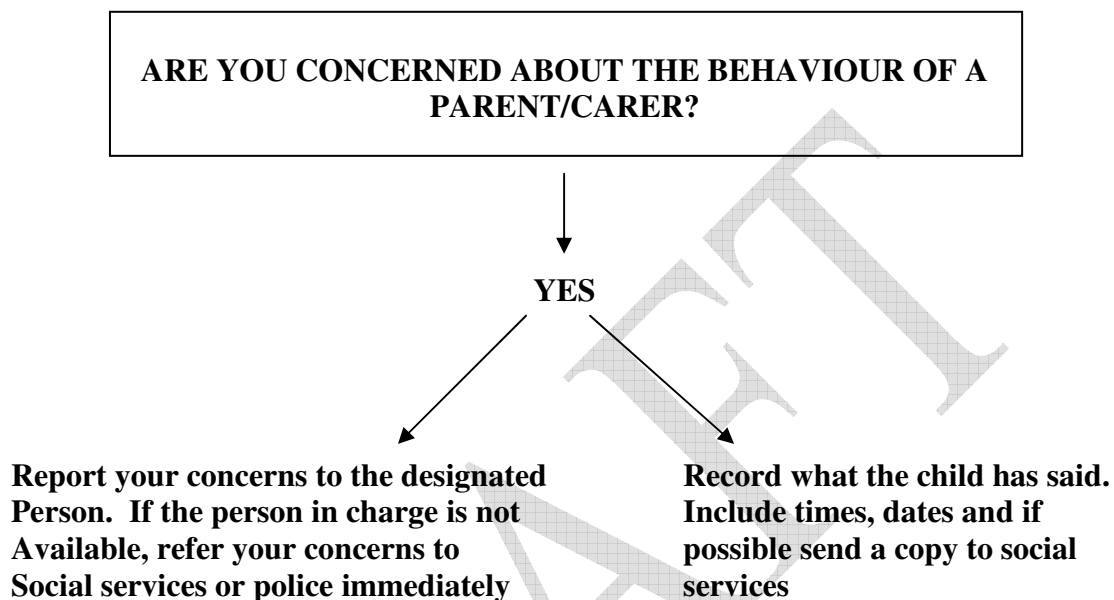 ARE YOU CONCERNED ABOUT THE BEHAVIOUR OF A
PARENT/CARER?
YES
Report your concerns to the designated
Person. If the person in charge is not
Available, refer your concerns to
Social services or police immediately
Record what the child has said.
Include times, dates and if
possible send a copy to social
services
AFT